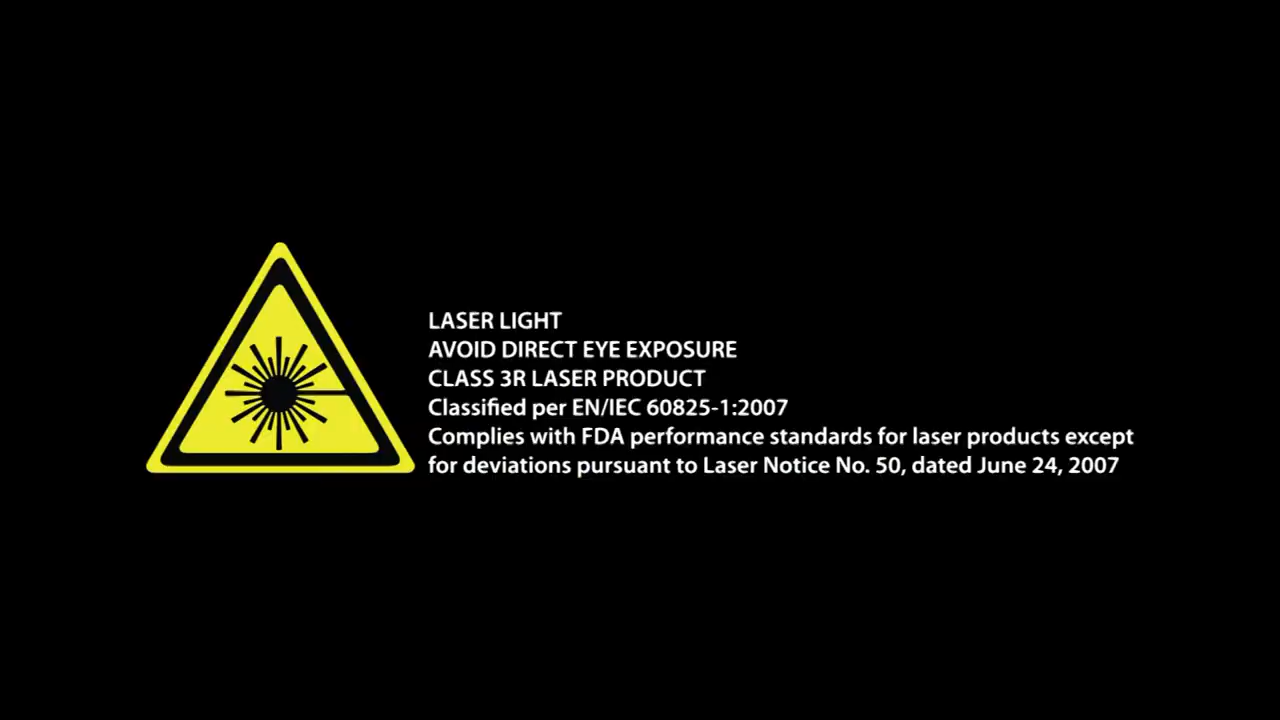 LASER LIGHT
AVOID DIRECT EYE EXPOSURE
CLASS 3R LASER PRODUCT
Classified per EN/IEC 60825-1:2007
Complies with FDA performance standards for laser products except
for deviations pursuant to Laser Notice No. 50, dated June 24, 2007